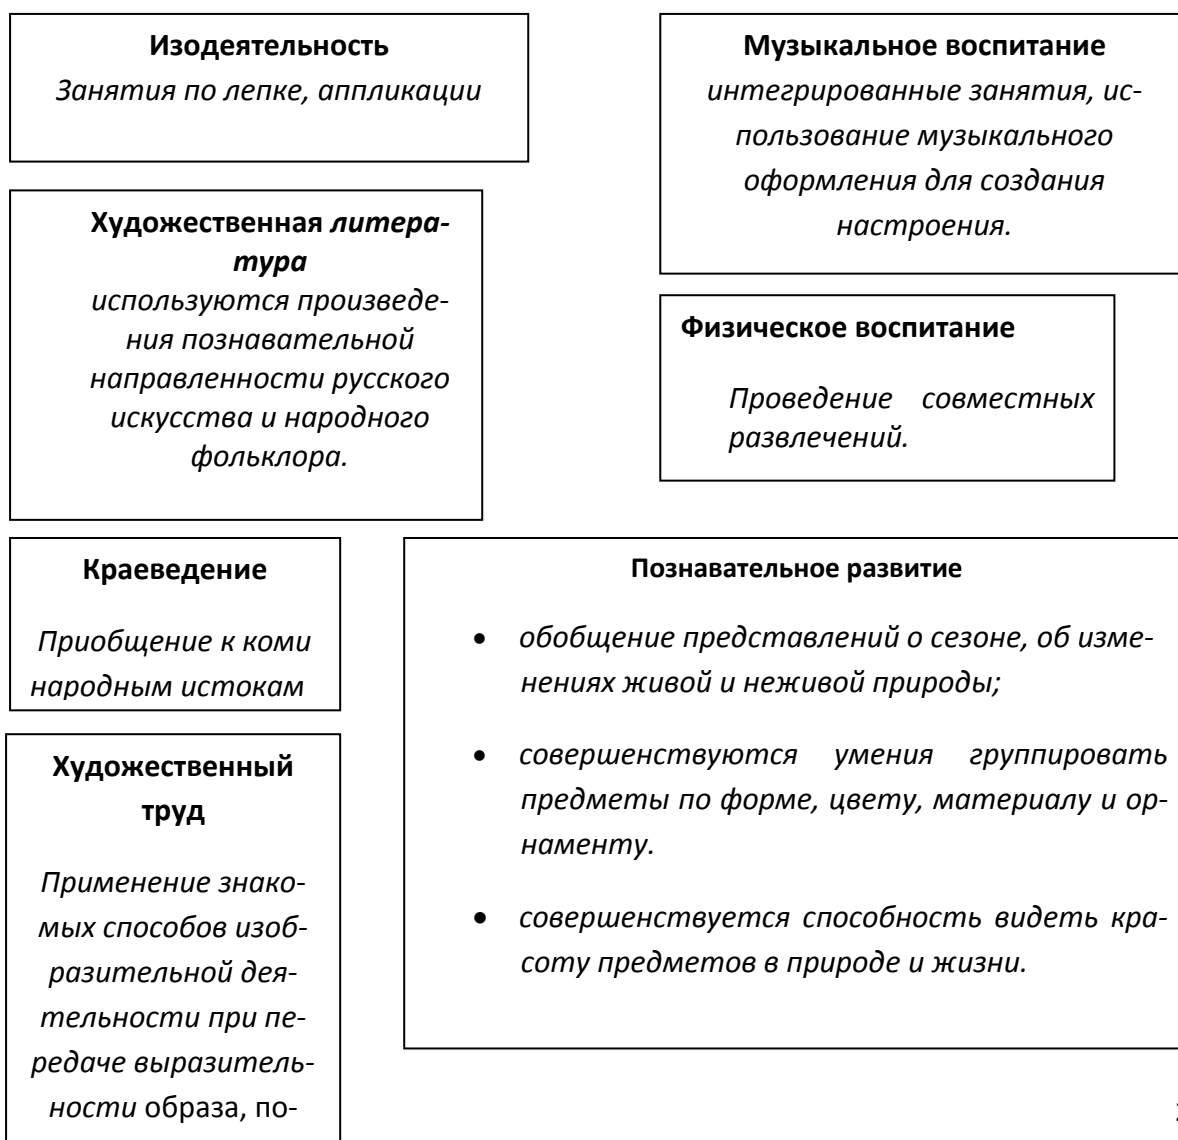 Изодеятельность
Занятия по лепке, аппликации
Музыкальное воспитание
интегрированные занятия, ис-
пользование музыкального
оформления для создания
настроения.
Художественная литера-
тура
используются произведе-
ния познавательной
направленности русского
искусства и народного
фольклора.
Физическое воспитание
Проведение совместных
развлечений.
Краеведение
Приобщение к коми
народным истокам
Познавательное развитие
• обобщение представлений о сезоне, об изме-
нениях живой и неживой природы;
• совершенствуются умения группировать
предметы по форме, цвету, материалу и ор-
наменту.
• совершенствуется способность видеть кра-
соту предметов в природе и жизни.
Художественный
труд
Применение знако-
мых способов изоб-
разительной дея-
тельности при пе-
редаче выразитель-
ности образа, по-